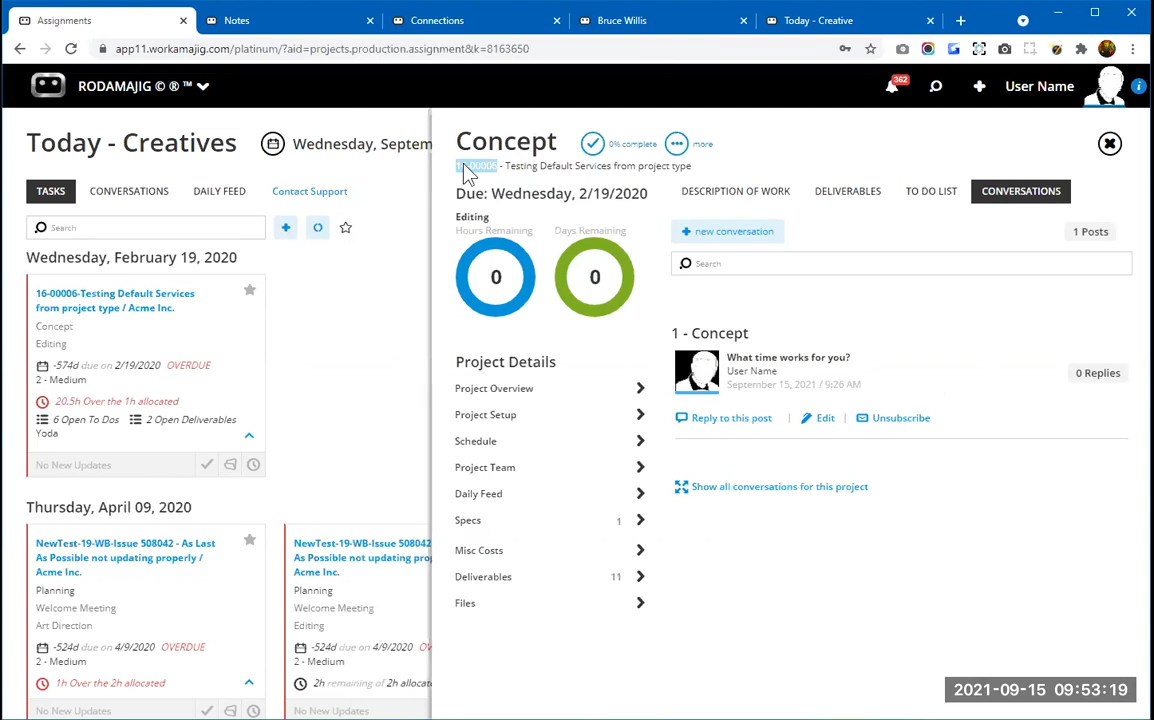 Assignments
Notes
Connections
Bruce Willis
Today - Creative
app11.workamajig.com/platinum/?aid=projects.production.assignment&k=8163650
RODAMAJIG © ® ™
362
User Name
Today - Creatives
Wednesday, Septem
TASKS
CONVERSATIONS
DAILY FEED
Contact Support
Search
Wednesday, February 19, 2020
16-00006-Testing Default Services
from project type / Acme Inc.
Concept
Editing
-574d due on 2/19/2020 OVERDUE
2 - Medium
20.5h Over the 1h allocated
6 Open To Dos
2 Open Deliverables
Yoda
No New Updates
Thursday, April 09, 2020
NewTest-19-WB-Issue 508042 - As Last
As Possible not updating properly /
Acme Inc.
Planning
Welcome Meeting
Art Direction
-524d due on 4/9/2020 OVERDUE
2 - Medium
1h Over the 2h allocated
No New Updates
NewTest-19-WB-Issue 508042
As Possible not updating prop
Acme Inc.
Planning
Welcome Meeting
Editing
-524d due on 4/9/2020 OV
2 - Medium
2h remaining of 2h allocat
No New Updates
Concept
0% complete
more
16-00006 - Testing Default Services from project type
Due: Wednesday, 2/19/2020
Editing
Hours Remaining
Days Remaining
0
0
Project Details
Project Overview
Project Setup
Schedule
Project Team
Daily Feed
Specs 1
Misc Costs
Deliverables 11
Files
DESCRIPTION OF WORK
DELIVERABLES
TO DO LIST
CONVERSATIONS
new conversation
1 Posts
Search
1 - Concept
What time works for you?
User Name
September 15, 2021 / 9:26 AM
0 Replies
Reply to this post
Edit
Unsubscribe
Show all conversations for this project
2021-09-15 09:53:19